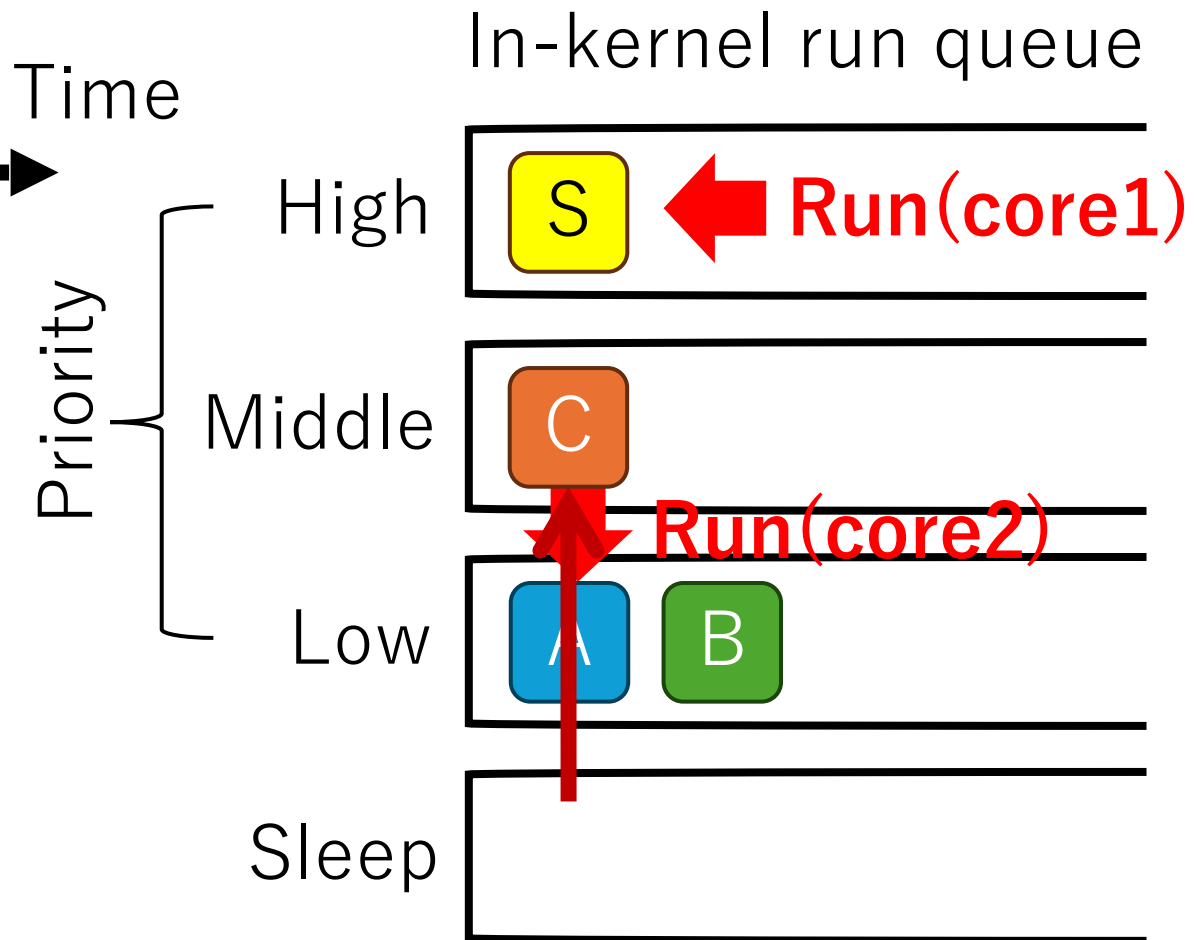 In-kernel run queue
Time
High
S
Run(core1)
Priority
Middle
C
Run(core2)
Low
A
B
Sleep